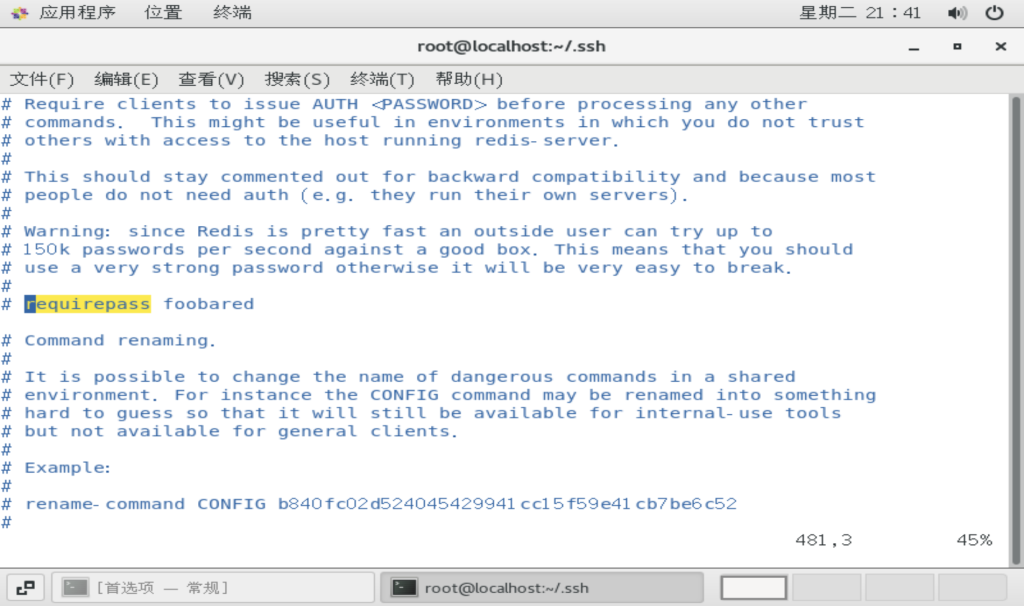 应用程序 位置 终端 星期二 21：41
root@localhost:~/.ssh
文件(F) 编辑(E) 查看(V) 搜索(S) 终端(T) 帮助(H)
# Require clients to issue AUTH <PASSWORD> before processing any other
# commands.  This might be useful in environments in which you do not trust
# others with access to the host running redis-server.
#
# This should stay commented out for backward compatibility and because most
# people do not need auth (e.g. they run their own servers).
#
# Warning: since Redis is pretty fast an outside user can try up to
# 150k passwords per second against a good box. This means that you should
# use a very strong password otherwise it will be very easy to break.
#
# requirepass foobared
# Command renaming.
#
# It is possible to change the name of dangerous commands in a shared
# environment. For instance the CONFIG command may be renamed into something
# hard to guess so that it will still be available for internal-use tools
# but not available for general clients.
#
# Example:
#
# rename-command CONFIG b840fc02d524045429941cc15f59e41cb7be6c52
#
481,3 45%
[首选项 — 常规] root@localhost:~/.ssh